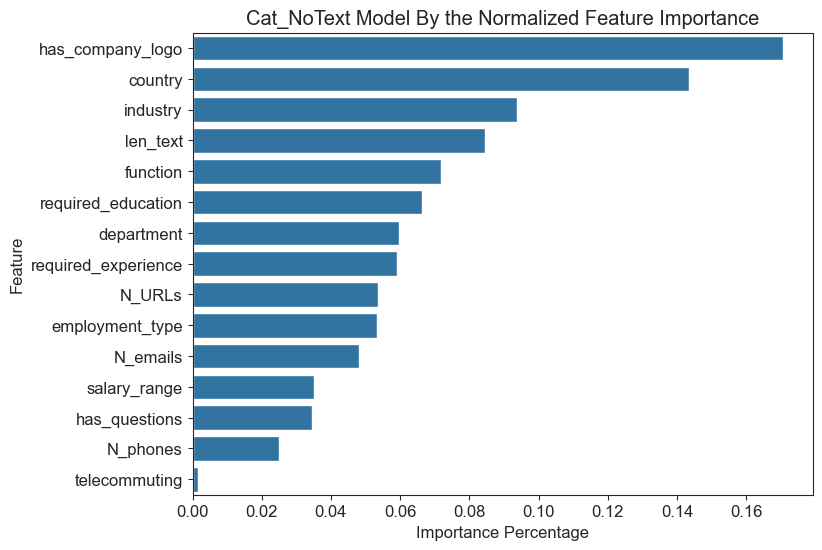 Cat_NoText Model By the Normalized Feature Importance
has_company_logo
country
industry
len_text
function
required_education
department
required_experience
N_URLs
employment_type
N_emails
salary_range
has_questions
N_phones
telecommuting
Feature
0.00 0.02 0.04 0.06 0.08 0.10 0.12 0.14 0.16
Importance Percentage